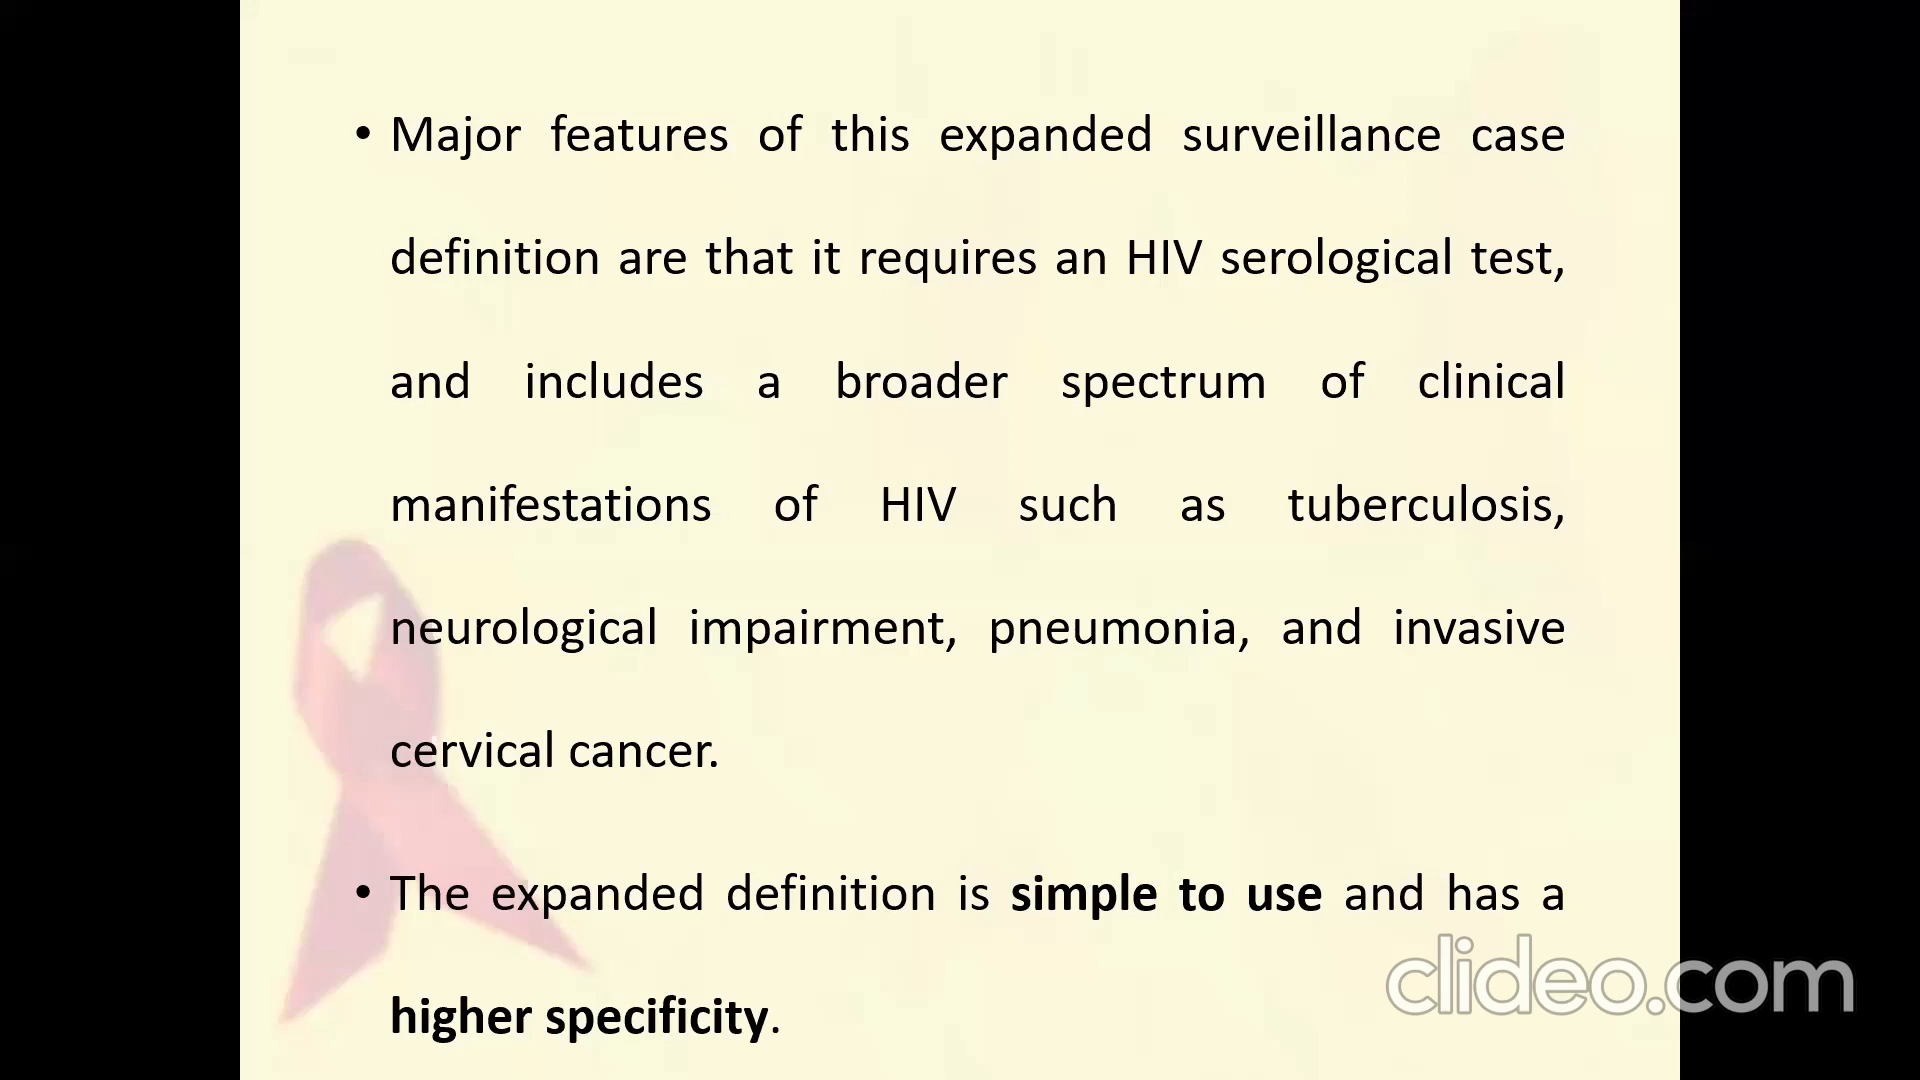 • Major features of this expanded surveillance case
definition are that it requires an HIV serological test,
and includes a broader spectrum of clinical
manifestations of HIV such as tuberculosis,
neurological impairment, pneumonia, and invasive
cervical cancer.
• The expanded definition is simple to use and has a
higher specificity.
clideo.com